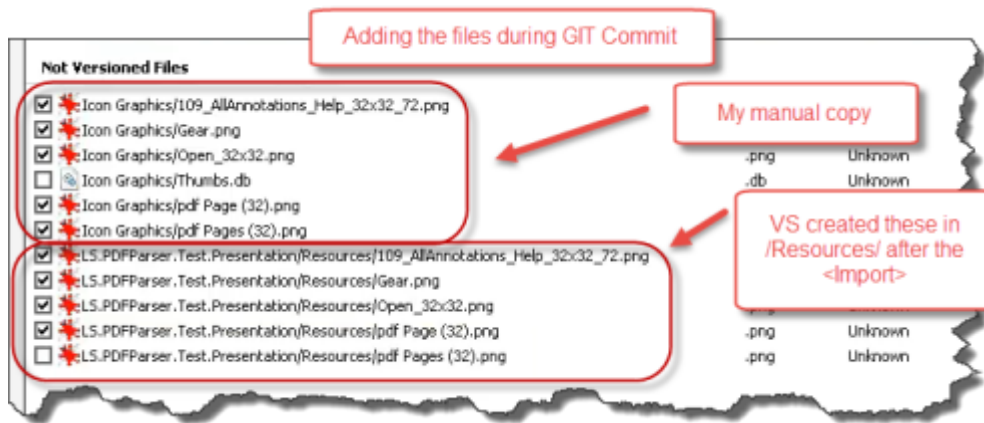 Adding the files during GIT Commit
Not Versioned Files
My manual copy
Icon Graphics/109_AllAnnotations_Help_32x32_72.png
Icon Graphics/Gear.png
Icon Graphics/Open_32x32.png .png Unknown
Icon Graphics/Thumbs.db .db Unknown
Icon Graphics/pdf Page (32).png
Icon Graphics/pdf Pages (32).png
VS created these in
/Resources/ after the
<Import>
LS.PDFParser.Test.Presentation/Resources/109_AllAnnotations_Help_32x32_72.png
LS.PDFParser.Test.Presentation/Resources/Gear.png
LS.PDFParser.Test.Presentation/Resources/Open_32x32.png
LS.PDFParser.Test.Presentation/Resources/pdf Page (32).png .png Unknown
LS.PDFParser.Test.Presentation/Resources/pdf Pages (32).png .png Unknown